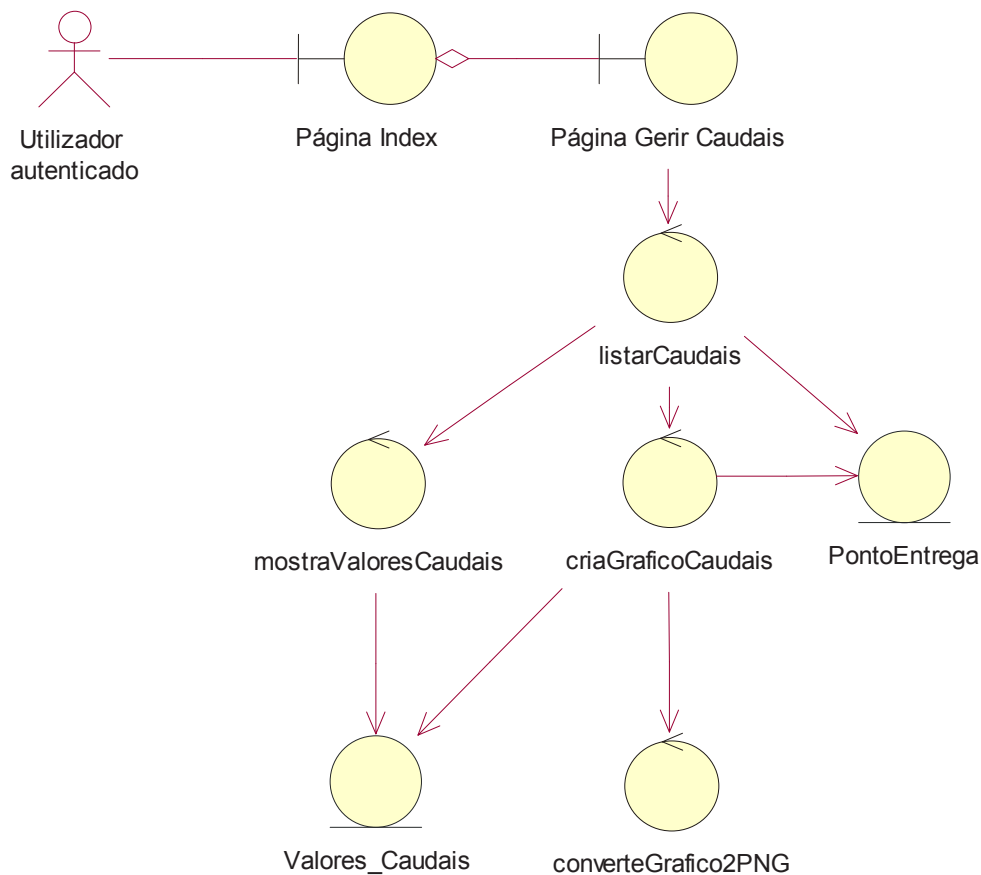 Utilizador
autenticado
Página Index
Página Gerir Caudais
listarCaudais
mostraValoresCaudais
criaGraficoCaudais
PontoEntrega
Valores_Caudais
converteGrafico2PNG